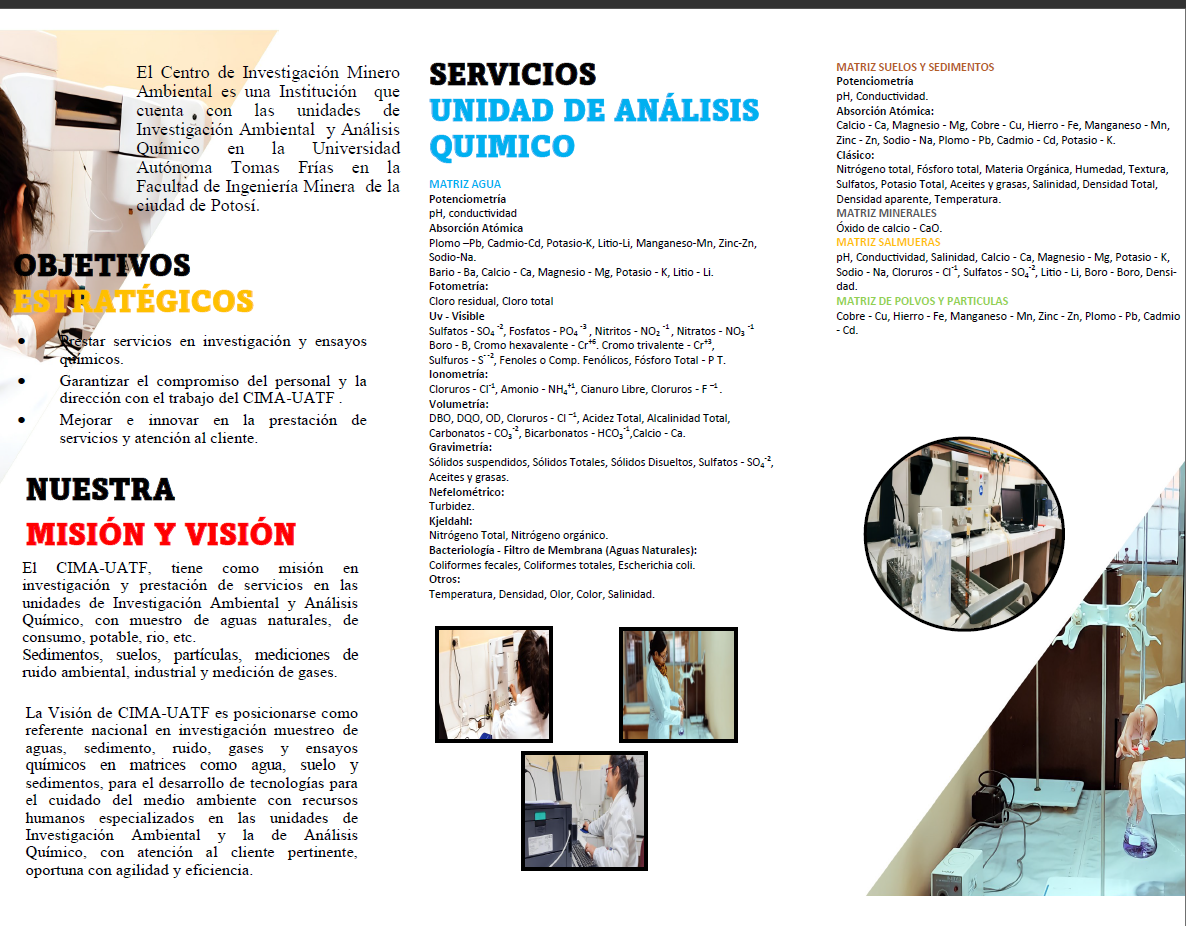 El Centro de Investigación Minero
Ambiental es una Institución que
cuenta con las unidades de
Investigación Ambiental y Análisis
Químico en la Universidad
Autónoma Tomas Frías en la
Facultad de Ingeniería Minera de la
ciudad de Potosí.
OBJETIVOS
ESTRATÉGICOS
• Prestar servicios en investigación y ensayos
químicos.
• Garantizar el compromiso del personal y la
dirección con el trabajo del CIMA-UATF .
• Mejorar e innovar en la prestación de
servicios y atención al cliente.
NUESTRA
MISIÓN Y VISIÓN
El CIMA-UATF, tiene como misión en
investigación y prestación de servicios en las
unidades de Investigación Ambiental y Análisis
Químico, con muestro de aguas naturales, de
consumo, potable, rio, etc.
Sedimentos, suelos, partículas, mediciones de
ruido ambiental, industrial y medición de gases.
La Visión de CIMA-UATF es posicionarse como
referente nacional en investigación muestreo de
aguas, sedimento, ruido, gases y ensayos
químicos en matrices como agua, suelo y
sedimentos, para el desarrollo de tecnologías para
el cuidado del medio ambiente con recursos
humanos especializados en las unidades de
Investigación Ambiental y la de Análisis
Químico, con atención al cliente pertinente,
oportuna con agilidad y eficiencia.
SERVICIOS
UNIDAD DE ANÁLISIS
QUIMICO
MATRIZ AGUA
Potenciometría
pH, conductividad
Absorción Atómica
Plomo –Pb, Cadmio-Cd, Potasio-K, Litio-Li, Manganeso-Mn, Zinc-Zn,
Sodio-Na.
Bario - Ba, Calcio - Ca, Magnesio - Mg, Potasio - K, Litio - Li.
Fotometría:
Cloro residual, Cloro total
Uv - Visible
Sulfatos - SO₄ ⁻², Fosfatos - PO₄ ⁻³ , Nitritos - NO₂ ⁻¹ , Nitratos - NO₃ ⁻¹
Boro - B, Cromo hexavalente - Cr⁺⁶. Cromo trivalente - Cr⁺³,
Sulfuros - S⁻⁻², Fenoles o Comp. Fenólicos, Fósforo Total - P T.
Ionometría:
Cloruros - Cl⁻¹, Amonio - NH₄⁺¹, Cianuro Libre, Cloruros - F ⁻¹ .
Volumetría:
DBO, DQO, OD, Cloruros - Cl ⁻¹, Acidez Total, Alcalinidad Total,
Carbonatos - CO₃⁻², Bicarbonatos - HCO₃⁻¹,Calcio - Ca.
Gravimetría:
Sólidos suspendidos, Sólidos Totales, Sólidos Disueltos, Sulfatos - SO₄⁻²,
Aceites y grasas.
Nefelométrico:
Turbidez.
Kjeldahl:
Nitrógeno Total, Nitrógeno orgánico.
Bacteriología - Filtro de Membrana (Aguas Naturales):
Coliformes fecales, Coliformes totales, Escherichia coli.
Otros:
Temperatura, Densidad, Olor, Color, Salinidad.
MATRIZ SUELOS Y SEDIMENTOS
Potenciometría
pH, Conductividad.
Absorción Atómica:
Calcio - Ca, Magnesio - Mg, Cobre - Cu, Hierro - Fe, Manganeso - Mn,
Zinc - Zn, Sodio - Na, Plomo - Pb, Cadmio - Cd, Potasio - K.
Clásico:
Nitrógeno total, Fósforo total, Materia Orgánica, Humedad, Textura,
Sulfatos, Potasio Total, Aceites y grasas, Salinidad, Densidad Total,
Densidad aparente, Temperatura.
MATRIZ MINERALES
Óxido de calcio - CaO.
MATRIZ SALMUERAS
pH, Conductividad, Salinidad, Calcio - Ca, Magnesio - Mg, Potasio - K,
Sodio - Na, Cloruros - Cl⁻¹, Sulfatos - SO₄⁻², Litio - Li, Boro - Boro, Densi-
dad.
MATRIZ DE POLVOS Y PARTICULAS
Cobre - Cu, Hierro - Fe, Manganeso - Mn, Zinc - Zn, Plomo - Pb, Cadmio
- Cd.